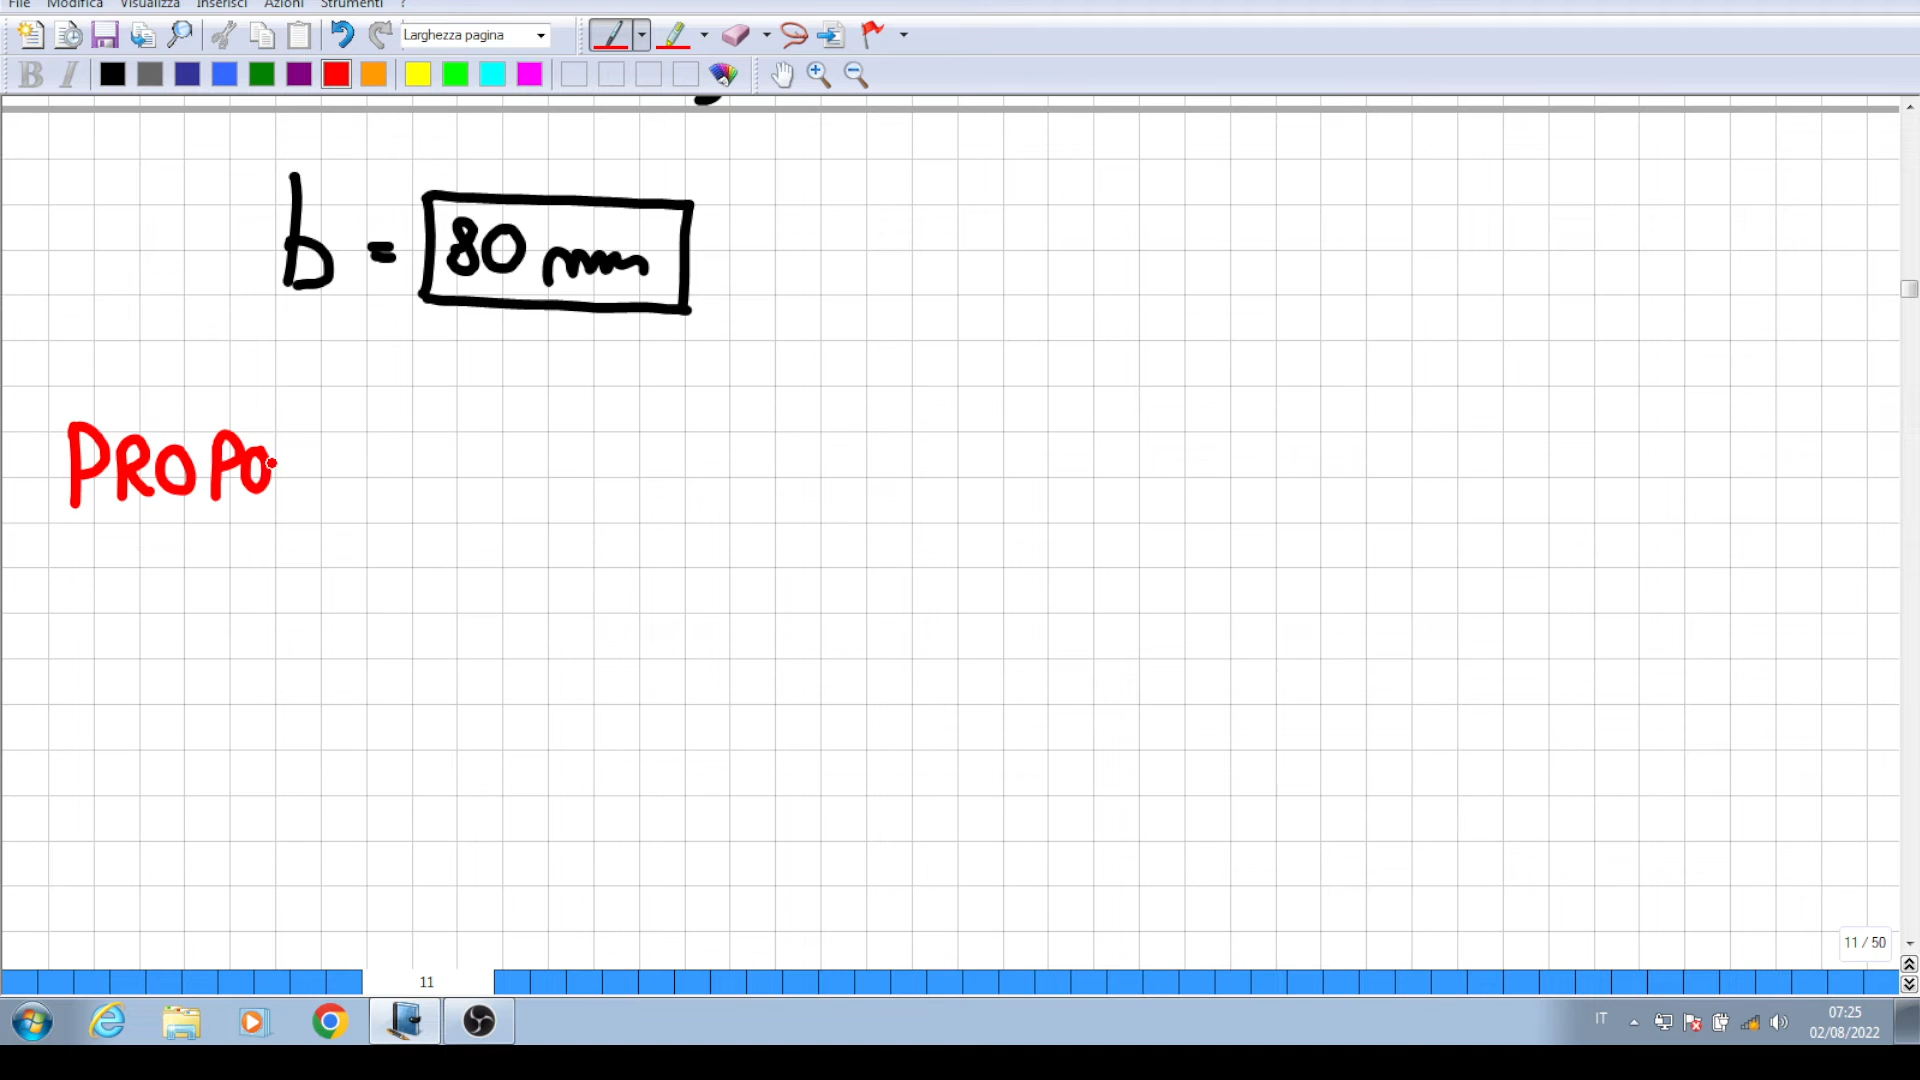 File Modifica Visualizza Inserisci Azioni Strumenti ?
Larghezza pagina
B I
b = 80 mm
PROPO
11 / 50
11
IT
07:25
02/08/2022